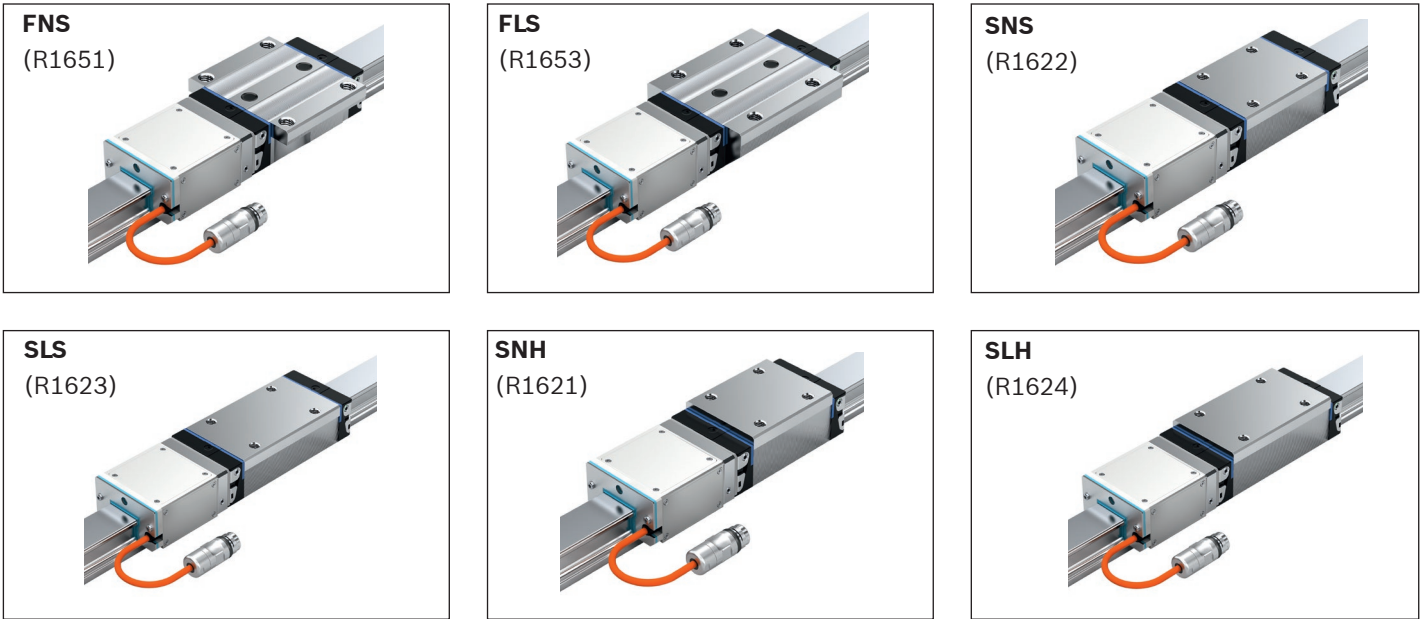 FNS
(R1651)
FLS
(R1653)
SNS
(R1622)
SLS
(R1623)
SNH
(R1621)
SLH
(R1624)